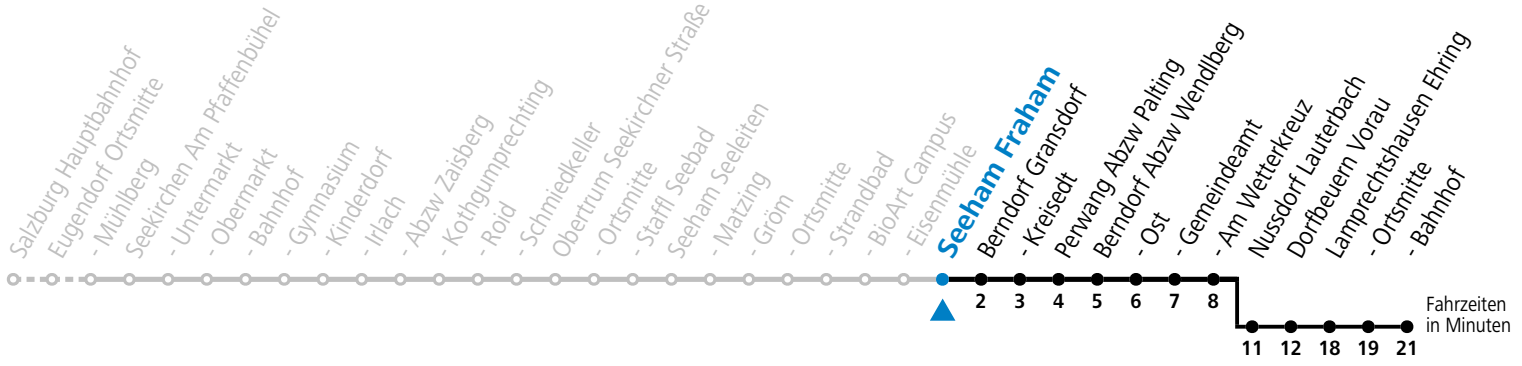 Salzburg Hauptbahnhof
Eugendorf Ortsmitte
- Mühlberg
Seekirchen Am Pfaffenbühel
- Untermarkt
- Obermarkt
- Bahnhof
- Gymnasium
- Kinderdorf
- Irlach
- Abzw Zaisberg
- Kothgumprechting
- Roid
- Schmiedkeller
Obertrum Seekirchner Straße
- Ortsmitte
- Staffl Seebad
Seeham Seeleiten
- Matzing
- Gröm
- Ortsmitte
- Strandbad
- BioArt Campus
- Eisenmühle
Seeham Fraham
Berndorf Gransdorf
- Kreisedt
Perwang Abzw Palting
Berndorf Abzw Wendlberg
- Ost
- Gemeindeamt
- Am Wetterkreuz
Nussdorf Lauterbach
Dorfbeuern Vorau
Lamprechtshausen Ehring
- Ortsmitte
- Bahnhof
2 3 4 5 6 7 8
Fahrzeiten
in Minuten
11 12 18 19 21